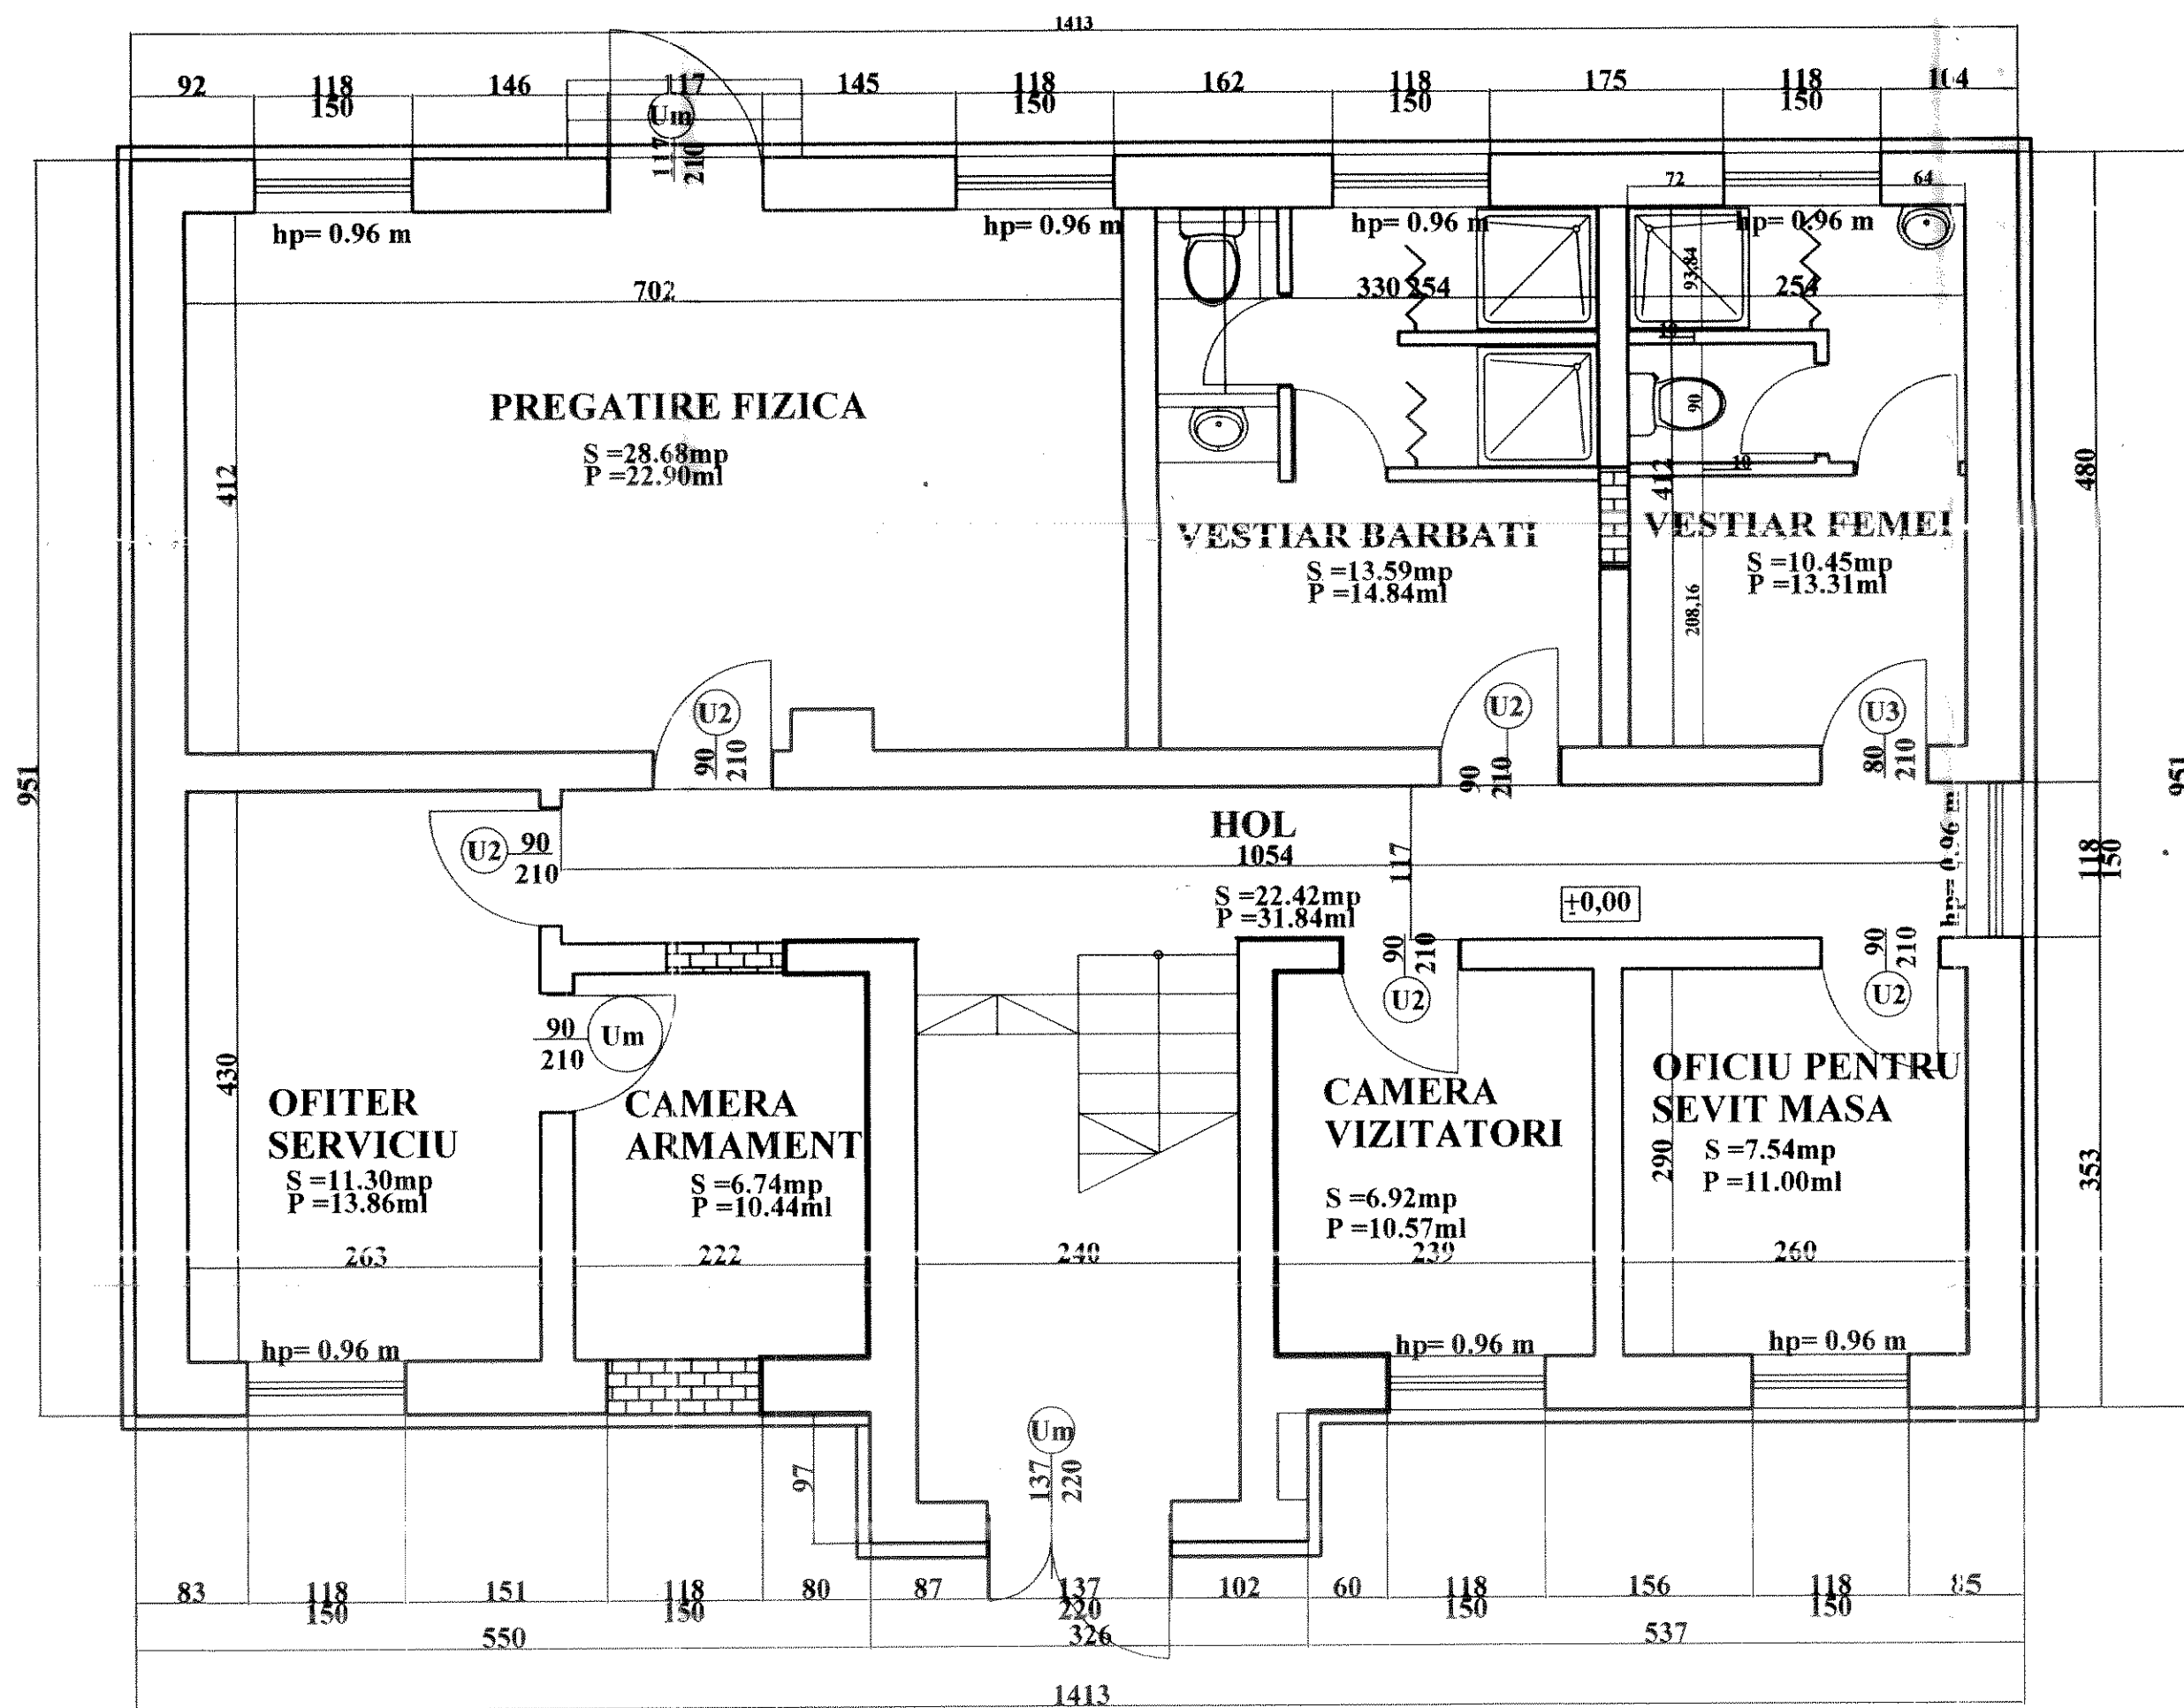 1413
92
118
150
146
117
145
118
150
162
118
150
175
118
150
104
Um
117
210
hp= 0.96 m
hp= 0.96 m
hp= 0.96 m
hp= 0.96 m
72
64
702
330 254
254
93,84
10
90
10
412
412
480
PREGATIRE FIZICA
S =28.68mp
P =22.90ml
VESTIAR BARBATI
S =13.59mp
P =14.84ml
VESTIAR FEMEI
S =10.45mp
P =13.31ml
208,16
U2
90
210
U2
90
210
U3
80
210
951
951
U2
90
210
HOL
1054
S =22.42mp
P =31.84ml
117
±0,00
hp= 0.96 m
118
150
90
210
U2
90
210
U2
90
210
Um
430
OFITER
SERVICIU
S =11.30mp
P =13.86ml
CAMERA
ARMAMENT
S =6.74mp
P =10.44ml
CAMERA
VIZITATORI
S =6.92mp
P =10.57ml
OFICIU PENTRU
SEVIT MASA
S =7.54mp
P =11.00ml
290
353
263
222
240
239
260
hp= 0.96 m
hp= 0.96 m
hp= 0.96 m
97
Um
137
220
83
118
150
151
118
150
80
87
137
220
102
60
118
150
156
118
150
85
550
326
537
1413